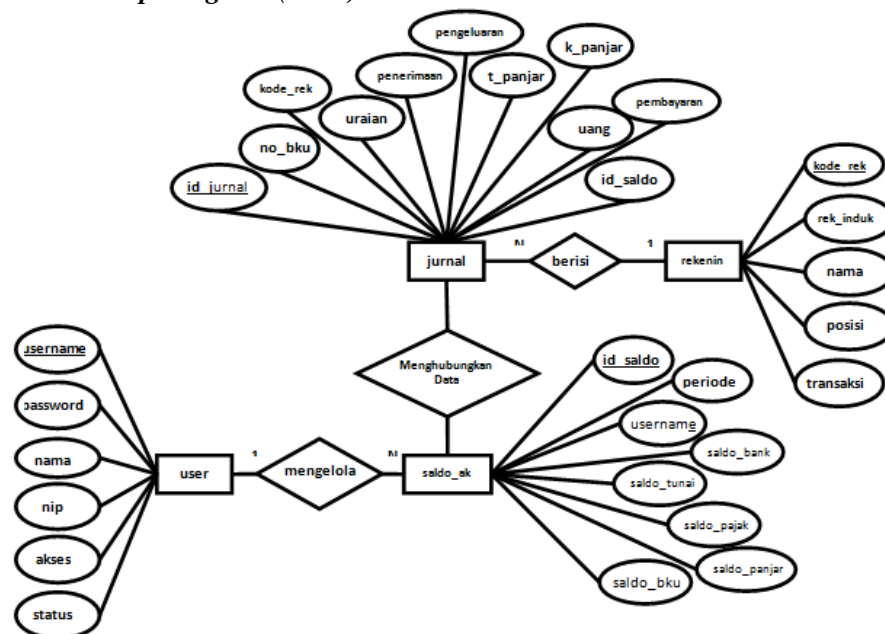 pengeluaran
k_panjar
penerimaan
t_panjar
kode_rek
pembayaran
uraian
uang
no_bku
id_jurnal
id_saldo
kode_rek
rek_induk
jurnal
N
berisi
1
rekenin
nama
posisi
transaksi
Menghubungkan
Data
username
password
nama
nip
akses
status
user
1
mengelola
N
saldo_ak
id_saldo
periode
username
saldo_bank
saldo_tunai
saldo_pajak
saldo_panjar
saldo_bku